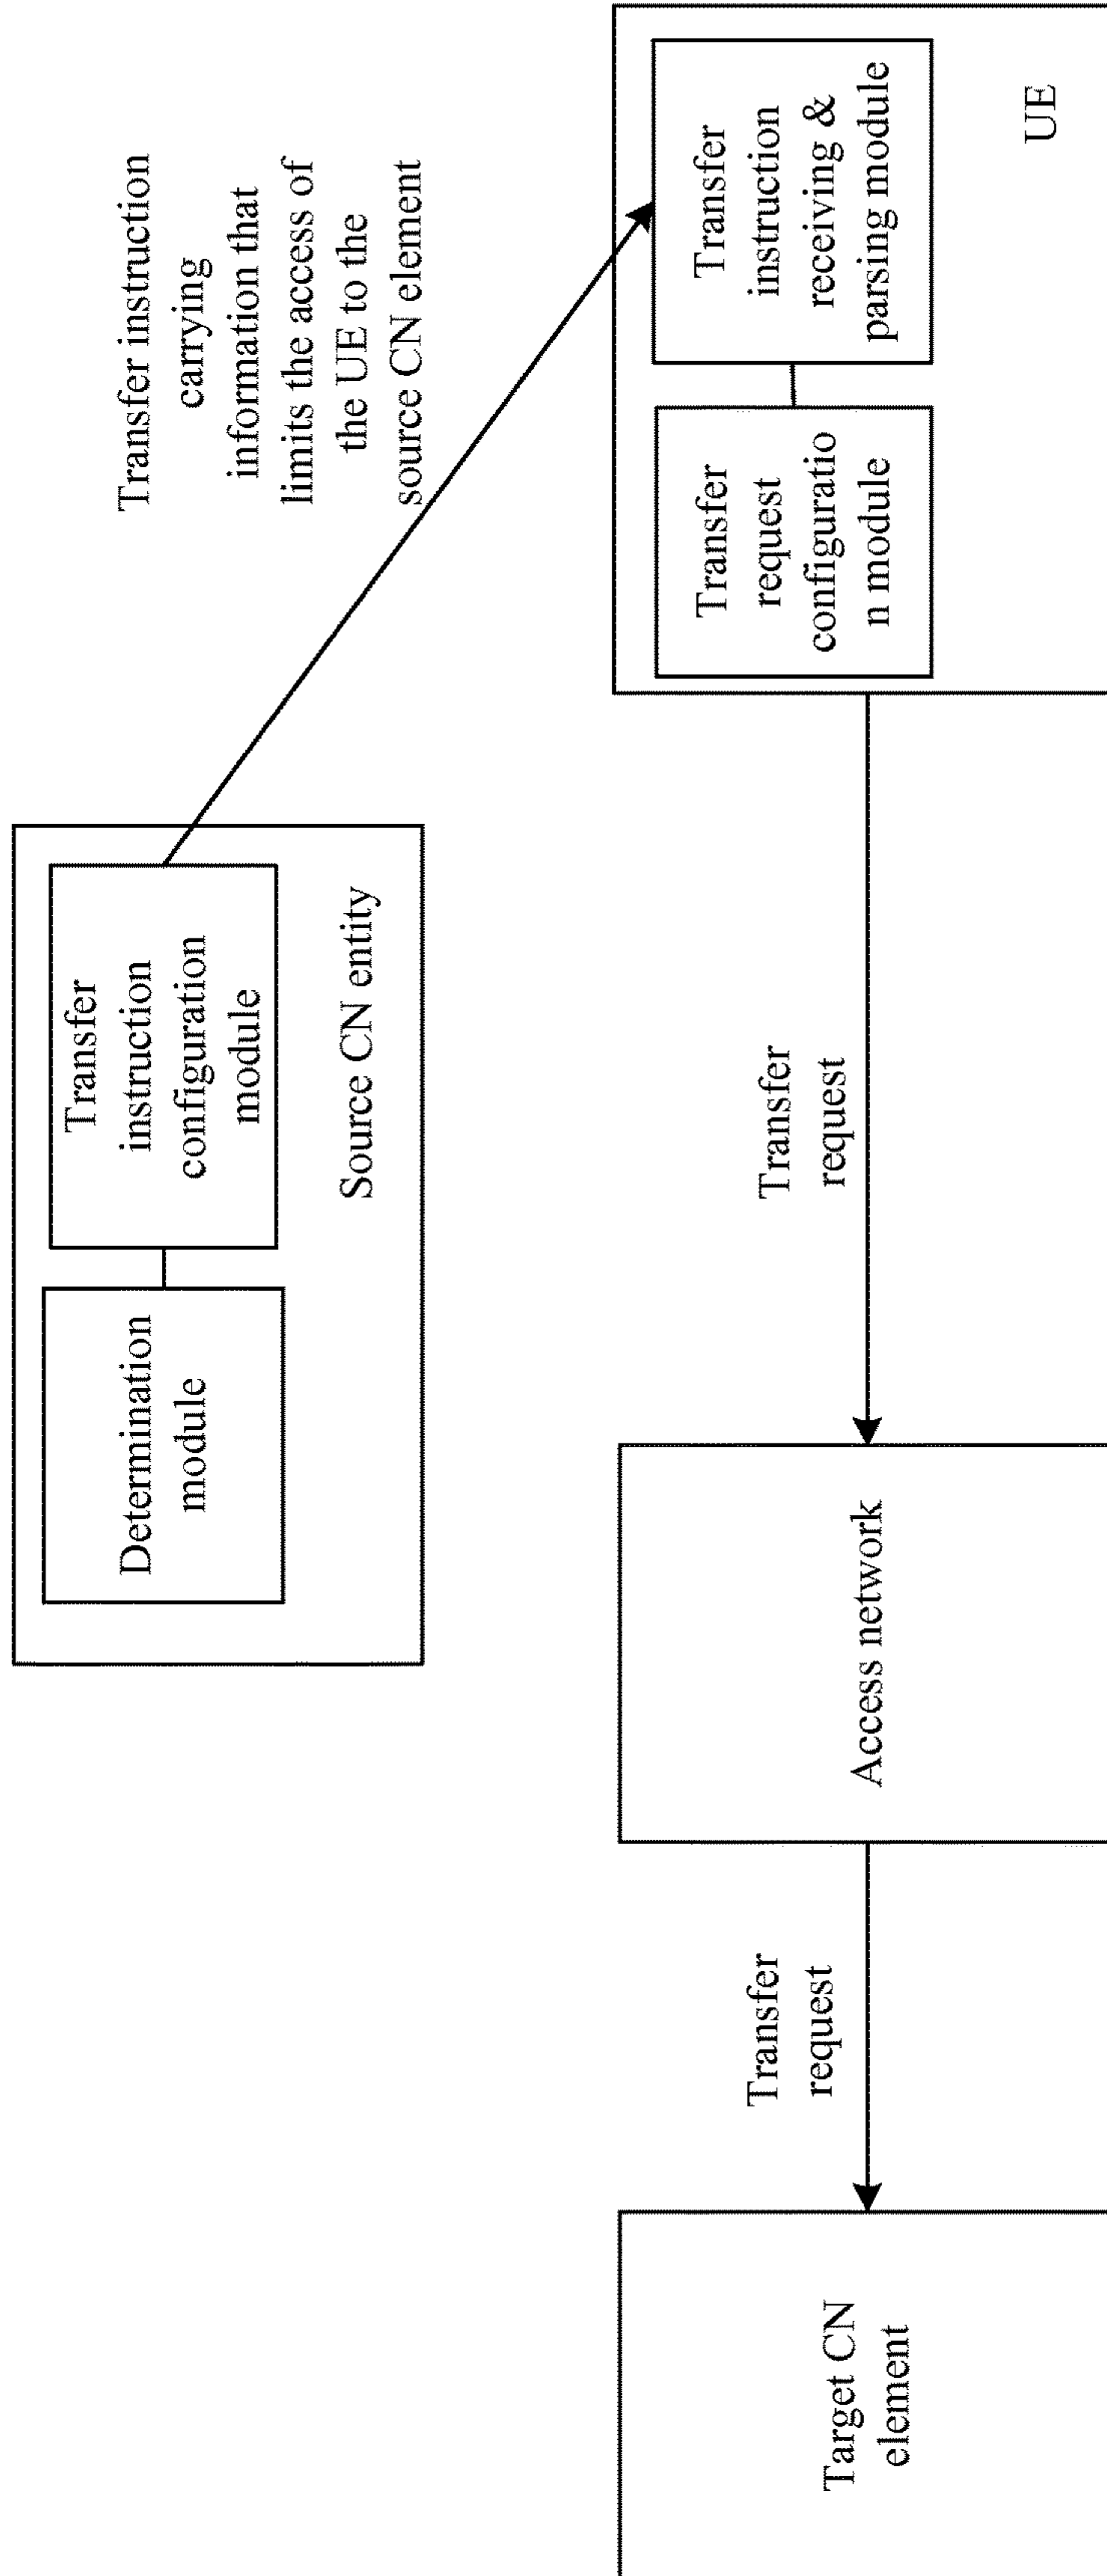 Determination
module
Transfer
instruction
configuration
module
Source CN entity
Transfer instruction
carrying
information that
limits the access of
the UE to the
source CN element
Target CN
element
Transfer
request
Access network
Transfer
request
Transfer
request
configuratio
n module
Transfer
instruction
receiving &
parsing module
UE